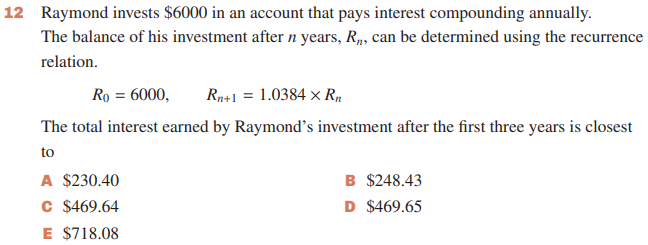 12 Raymond invests $6000 in an account that pays interest compounding annually.
The balance of his investment after n years, Rₙ, can be determined using the recurrence
relation.
R₀ = 6000, Rₙ₊₁ = 1.0384 × Rₙ
The total interest earned by Raymond's investment after the first three years is closest
to
A $230.40 B $248.43
C $469.64 D $469.65
E $718.08